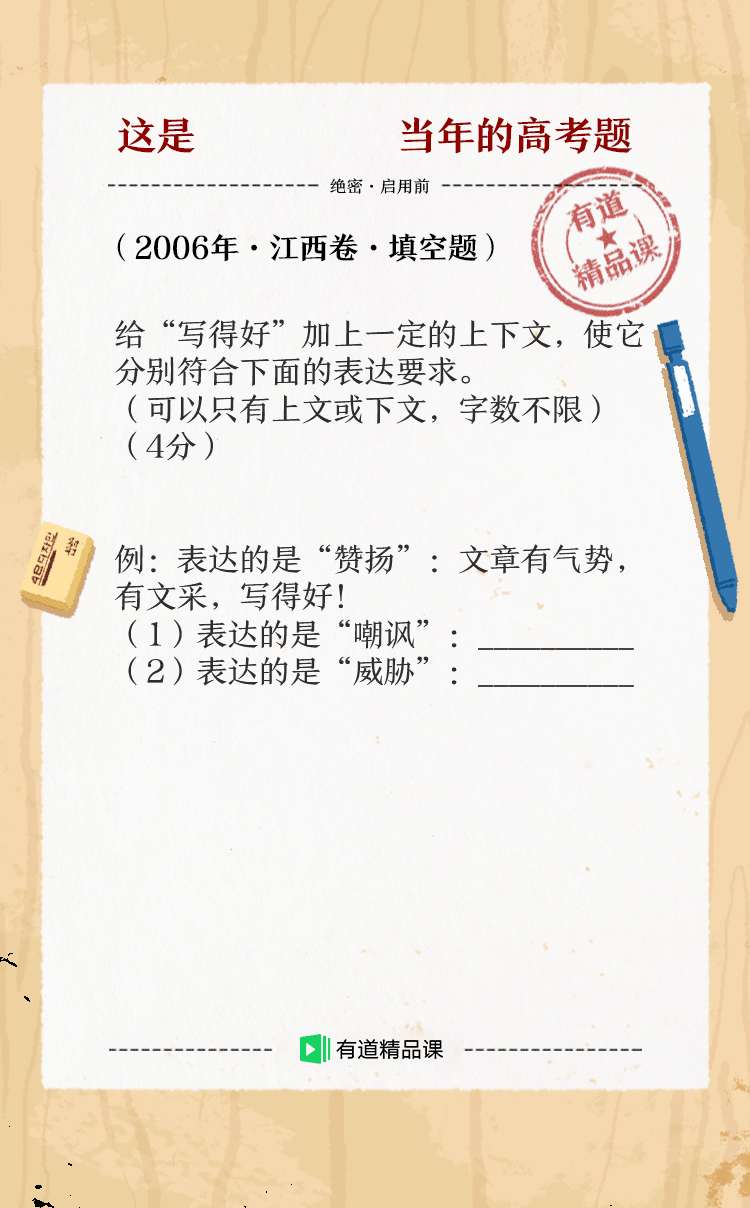 这是 当年的高考题
绝密·启用前
有道
精品课
（2006年·江西卷·填空题）
给“写得好”加上一定的上下文，使它
分别符合下面的表达要求。
（可以只有上文或下文，字数不限）
（4分）
例：表达的是“赞扬”：文章有气势，
有文采，写得好！
（1）表达的是“嘲讽”：__________
（2）表达的是“威胁”：__________
有道精品课